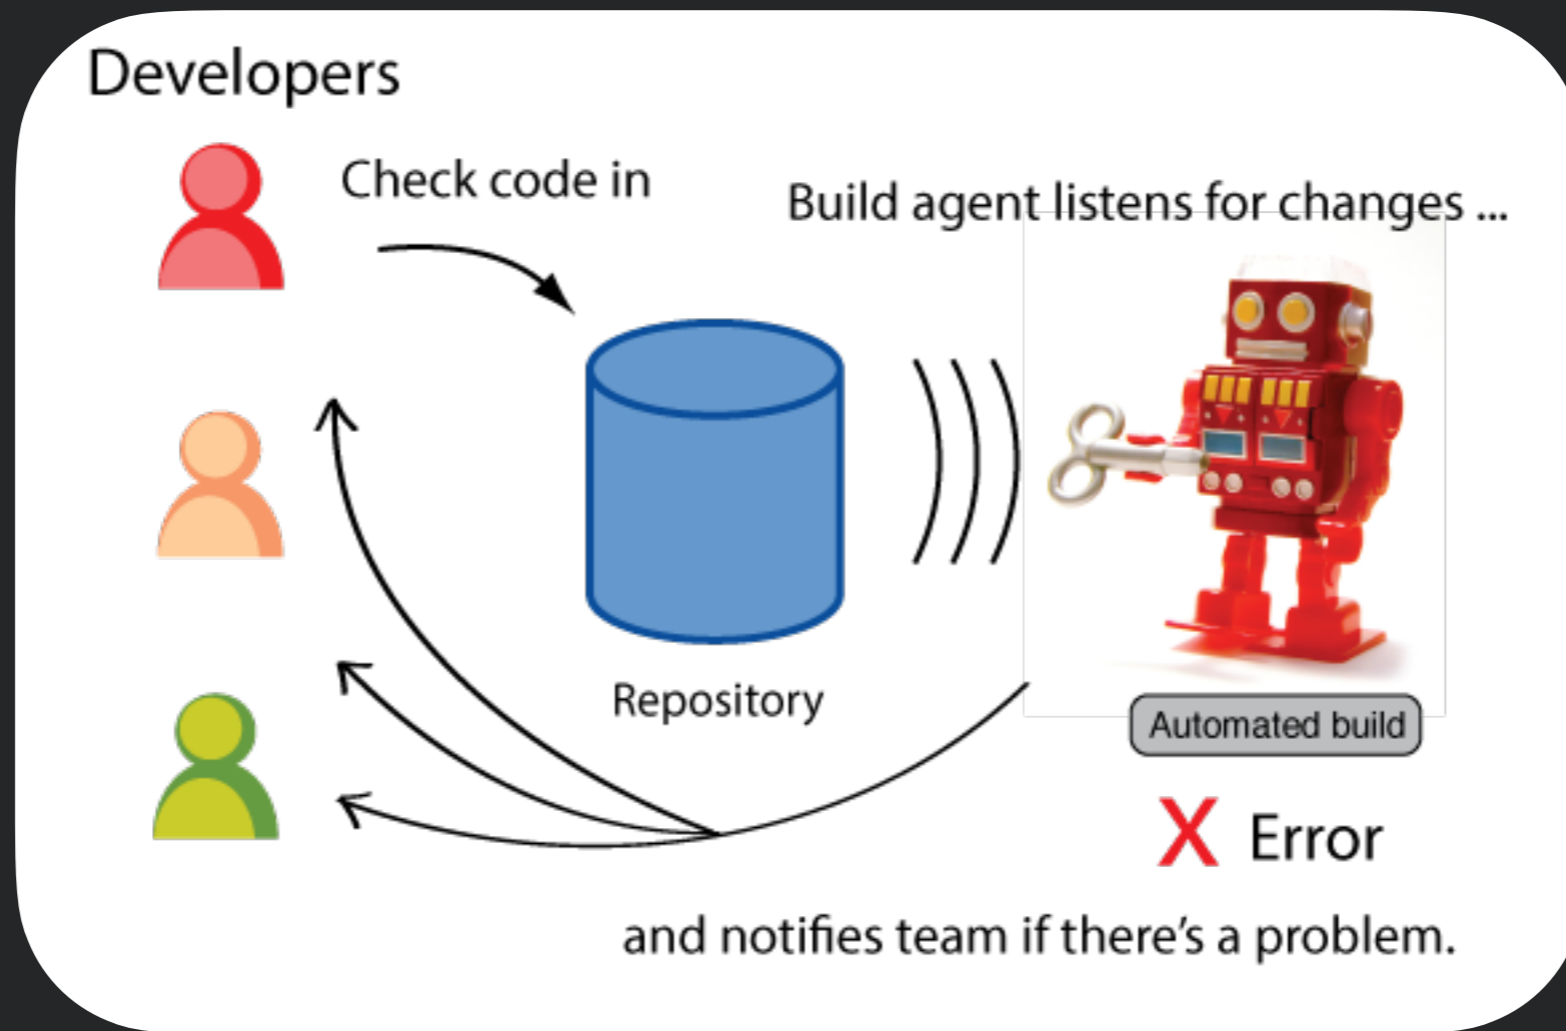 Developers
Check code in
Build agent listens for changes ...
Repository
Automated build
X Error
and notifies team if there's a problem.